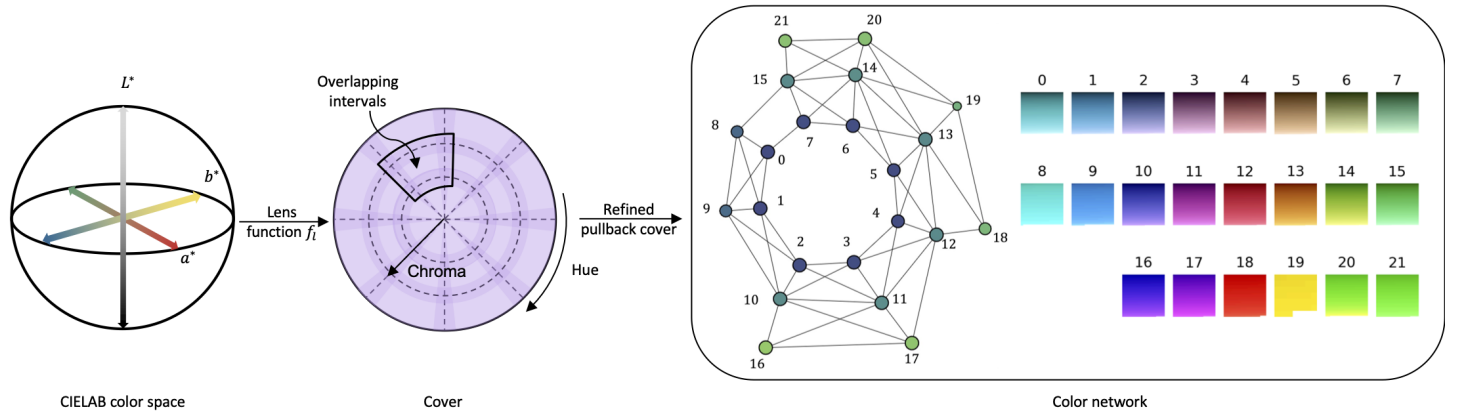 L*
b*
a*
CIELAB color space
Lens
function fₗ
Overlapping
intervals
Chroma
Hue
Cover
Refined
pullback cover
21
20
15
14
19
8
7
6
13
0
5
9
1
4
2
3
12
18
10
11
16
17
0 1 2 3 4 5 6 7
8 9 10 11 12 13 14 15
16 17 18 19 20 21
Color network